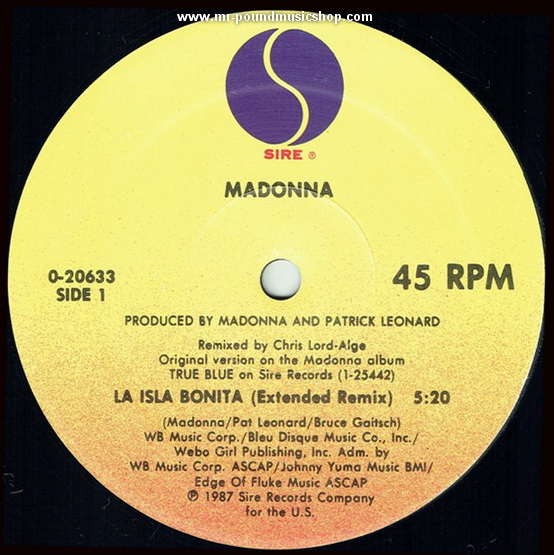 www.mr-poundmusicshop.com
SIRE ®
MADONNA
0-20633
SIDE 1
45 RPM
PRODUCED BY MADONNA AND PATRICK LEONARD
Remixed by Chris Lord-Alge
Original version on the Madonna album
TRUE BLUE on Sire Records (1-25442)
LA ISLA BONITA (Extended Remix) 5:20
(Madonna/Pat Leonard/Bruce Gaitsch)
WB Music Corp./Bleu Disque Music Co., Inc./
Webo Girl Publishing, Inc. Adm. by
WB Music Corp. ASCAP/Johnny Yuma Music BMI/
Edge Of Fluke Music ASCAP
℗ 1987 Sire Records Company
for the U.S.